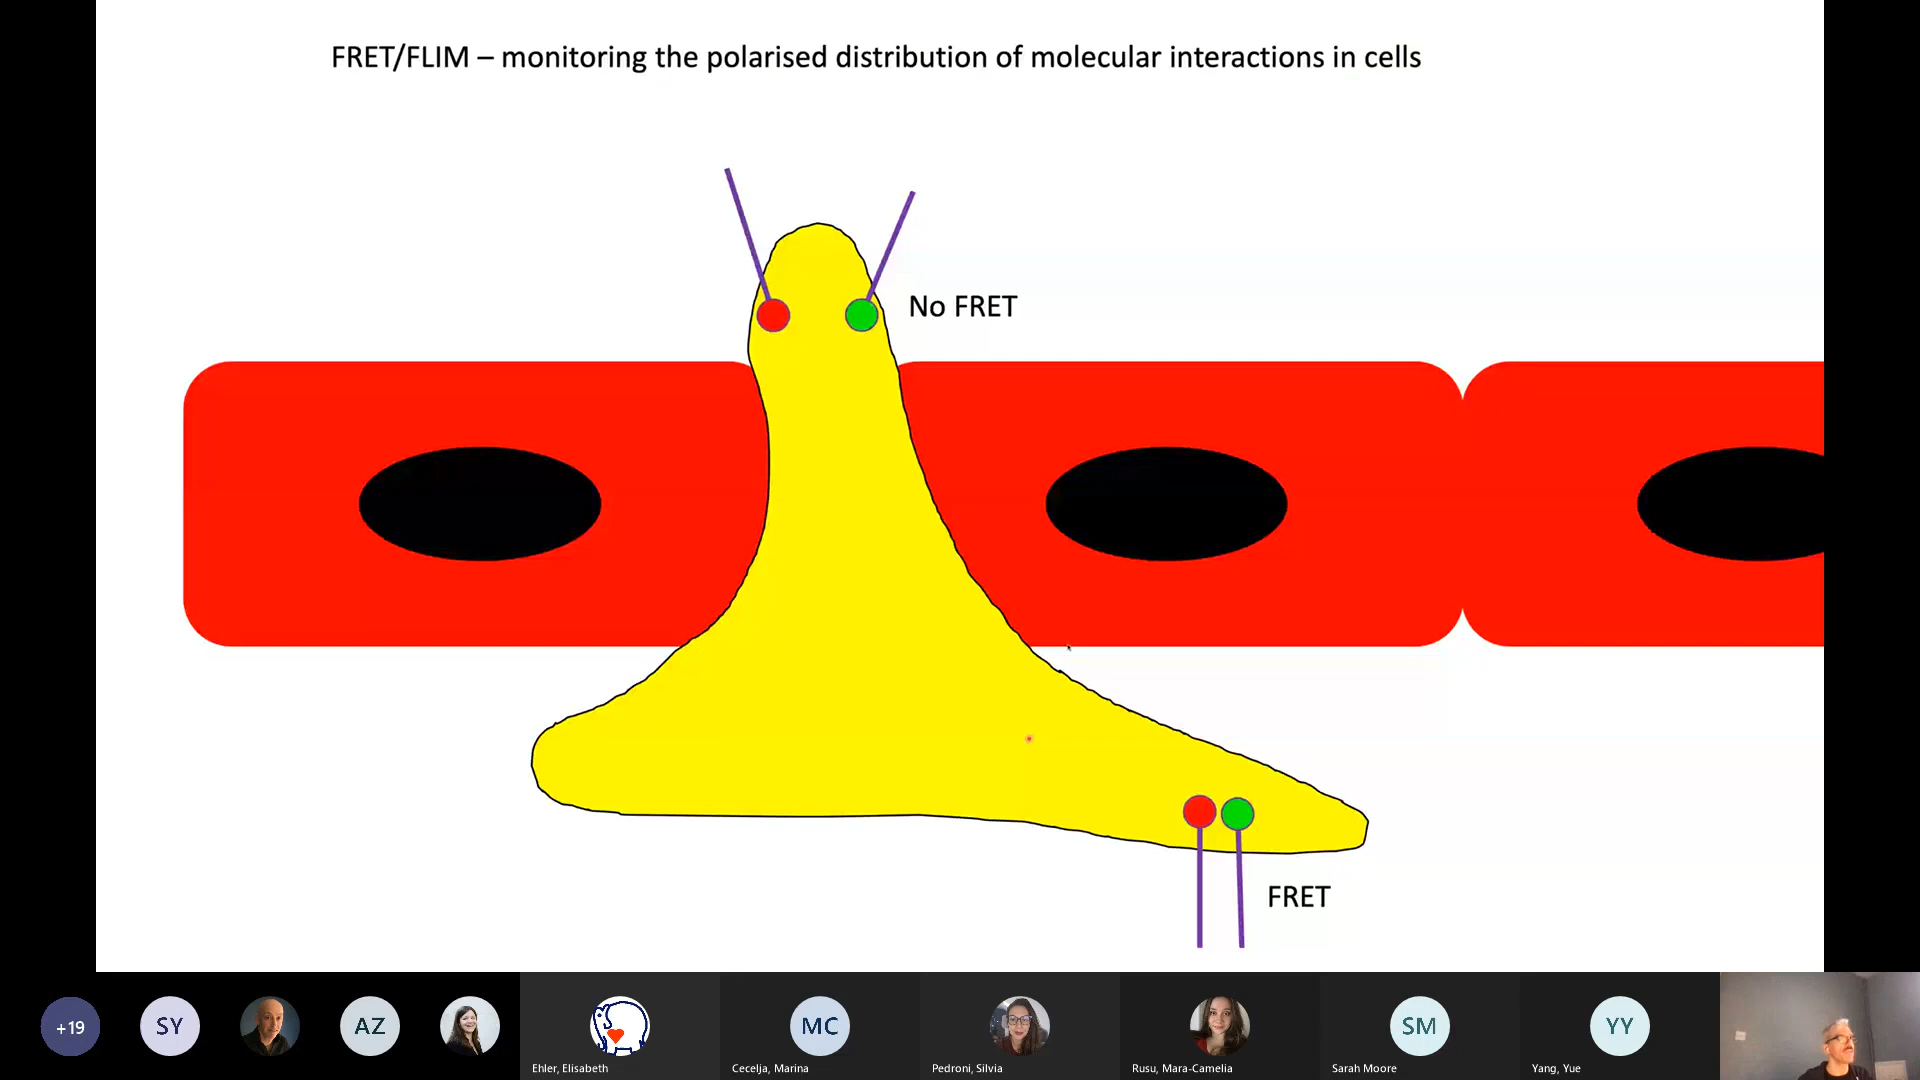 FRET/FLIM – monitoring the polarised distribution of molecular interactions in cells
No FRET
FRET
+19
SY
AZ
MC
SM
YY
Ehler, Elisabeth
Cecelja, Marina
Pedroni, Silvia
Rusu, Mara-Camelia
Sarah Moore
Yang, Yue